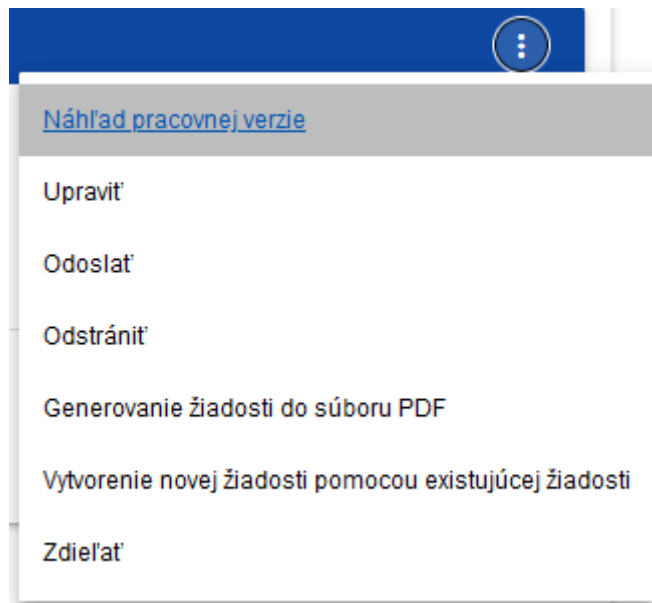 Náhľad pracovnej verzie
Upraviť
Odoslať
Odstrániť
Generovanie žiadosti do súboru PDF
Vytvorenie novej žiadosti pomocou existujúcej žiadosti
Zdieľať